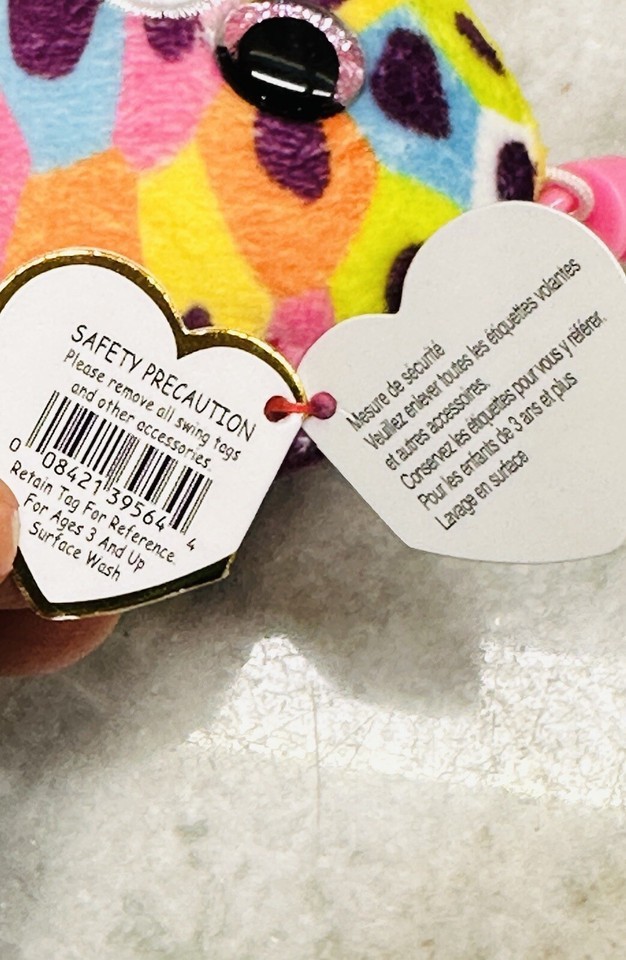 SAFETY PRECAUTION
Please remove all swing tags
and other accessories.
0 08421 39564 4
Retain Tag For Reference.
For Ages 3 And Up
Surface Wash
Mesure de sécurité
Veuillez enlever toutes les étiquettes volantes
et autres accessoires.
Conservez les étiquettes pour vous y référer.
Pour les enfants de 3 ans et plus
Lavage en surface